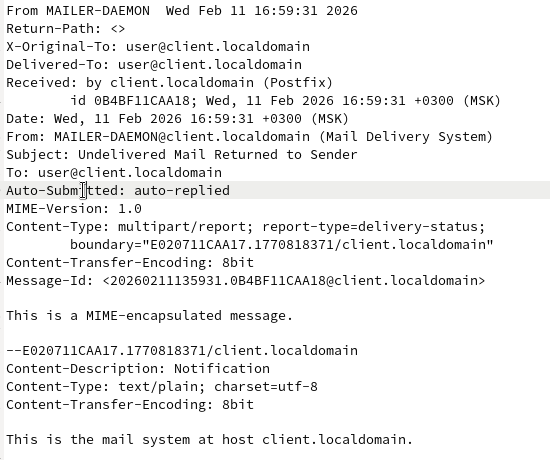 From MAILER-DAEMON  Wed Feb 11 16:59:31 2026
Return-Path: <>
X-Original-To: user@client.localdomain
Delivered-To: user@client.localdomain
Received: by client.localdomain (Postfix)
        id 0B4BF11CAA18; Wed, 11 Feb 2026 16:59:31 +0300 (MSK)
Date: Wed, 11 Feb 2026 16:59:31 +0300 (MSK)
From: MAILER-DAEMON@client.localdomain (Mail Delivery System)
Subject: Undelivered Mail Returned to Sender
To: user@client.localdomain
Auto-Submitted: auto-replied
MIME-Version: 1.0
Content-Type: multipart/report; report-type=delivery-status;
        boundary="E020711CAA17.1770818371/client.localdomain"
Content-Transfer-Encoding: 8bit
Message-Id: <20260211135931.0B4BF11CAA18@client.localdomain>

This is a MIME-encapsulated message.

--E020711CAA17.1770818371/client.localdomain
Content-Description: Notification
Content-Type: text/plain; charset=utf-8
Content-Transfer-Encoding: 8bit

This is the mail system at host client.localdomain.